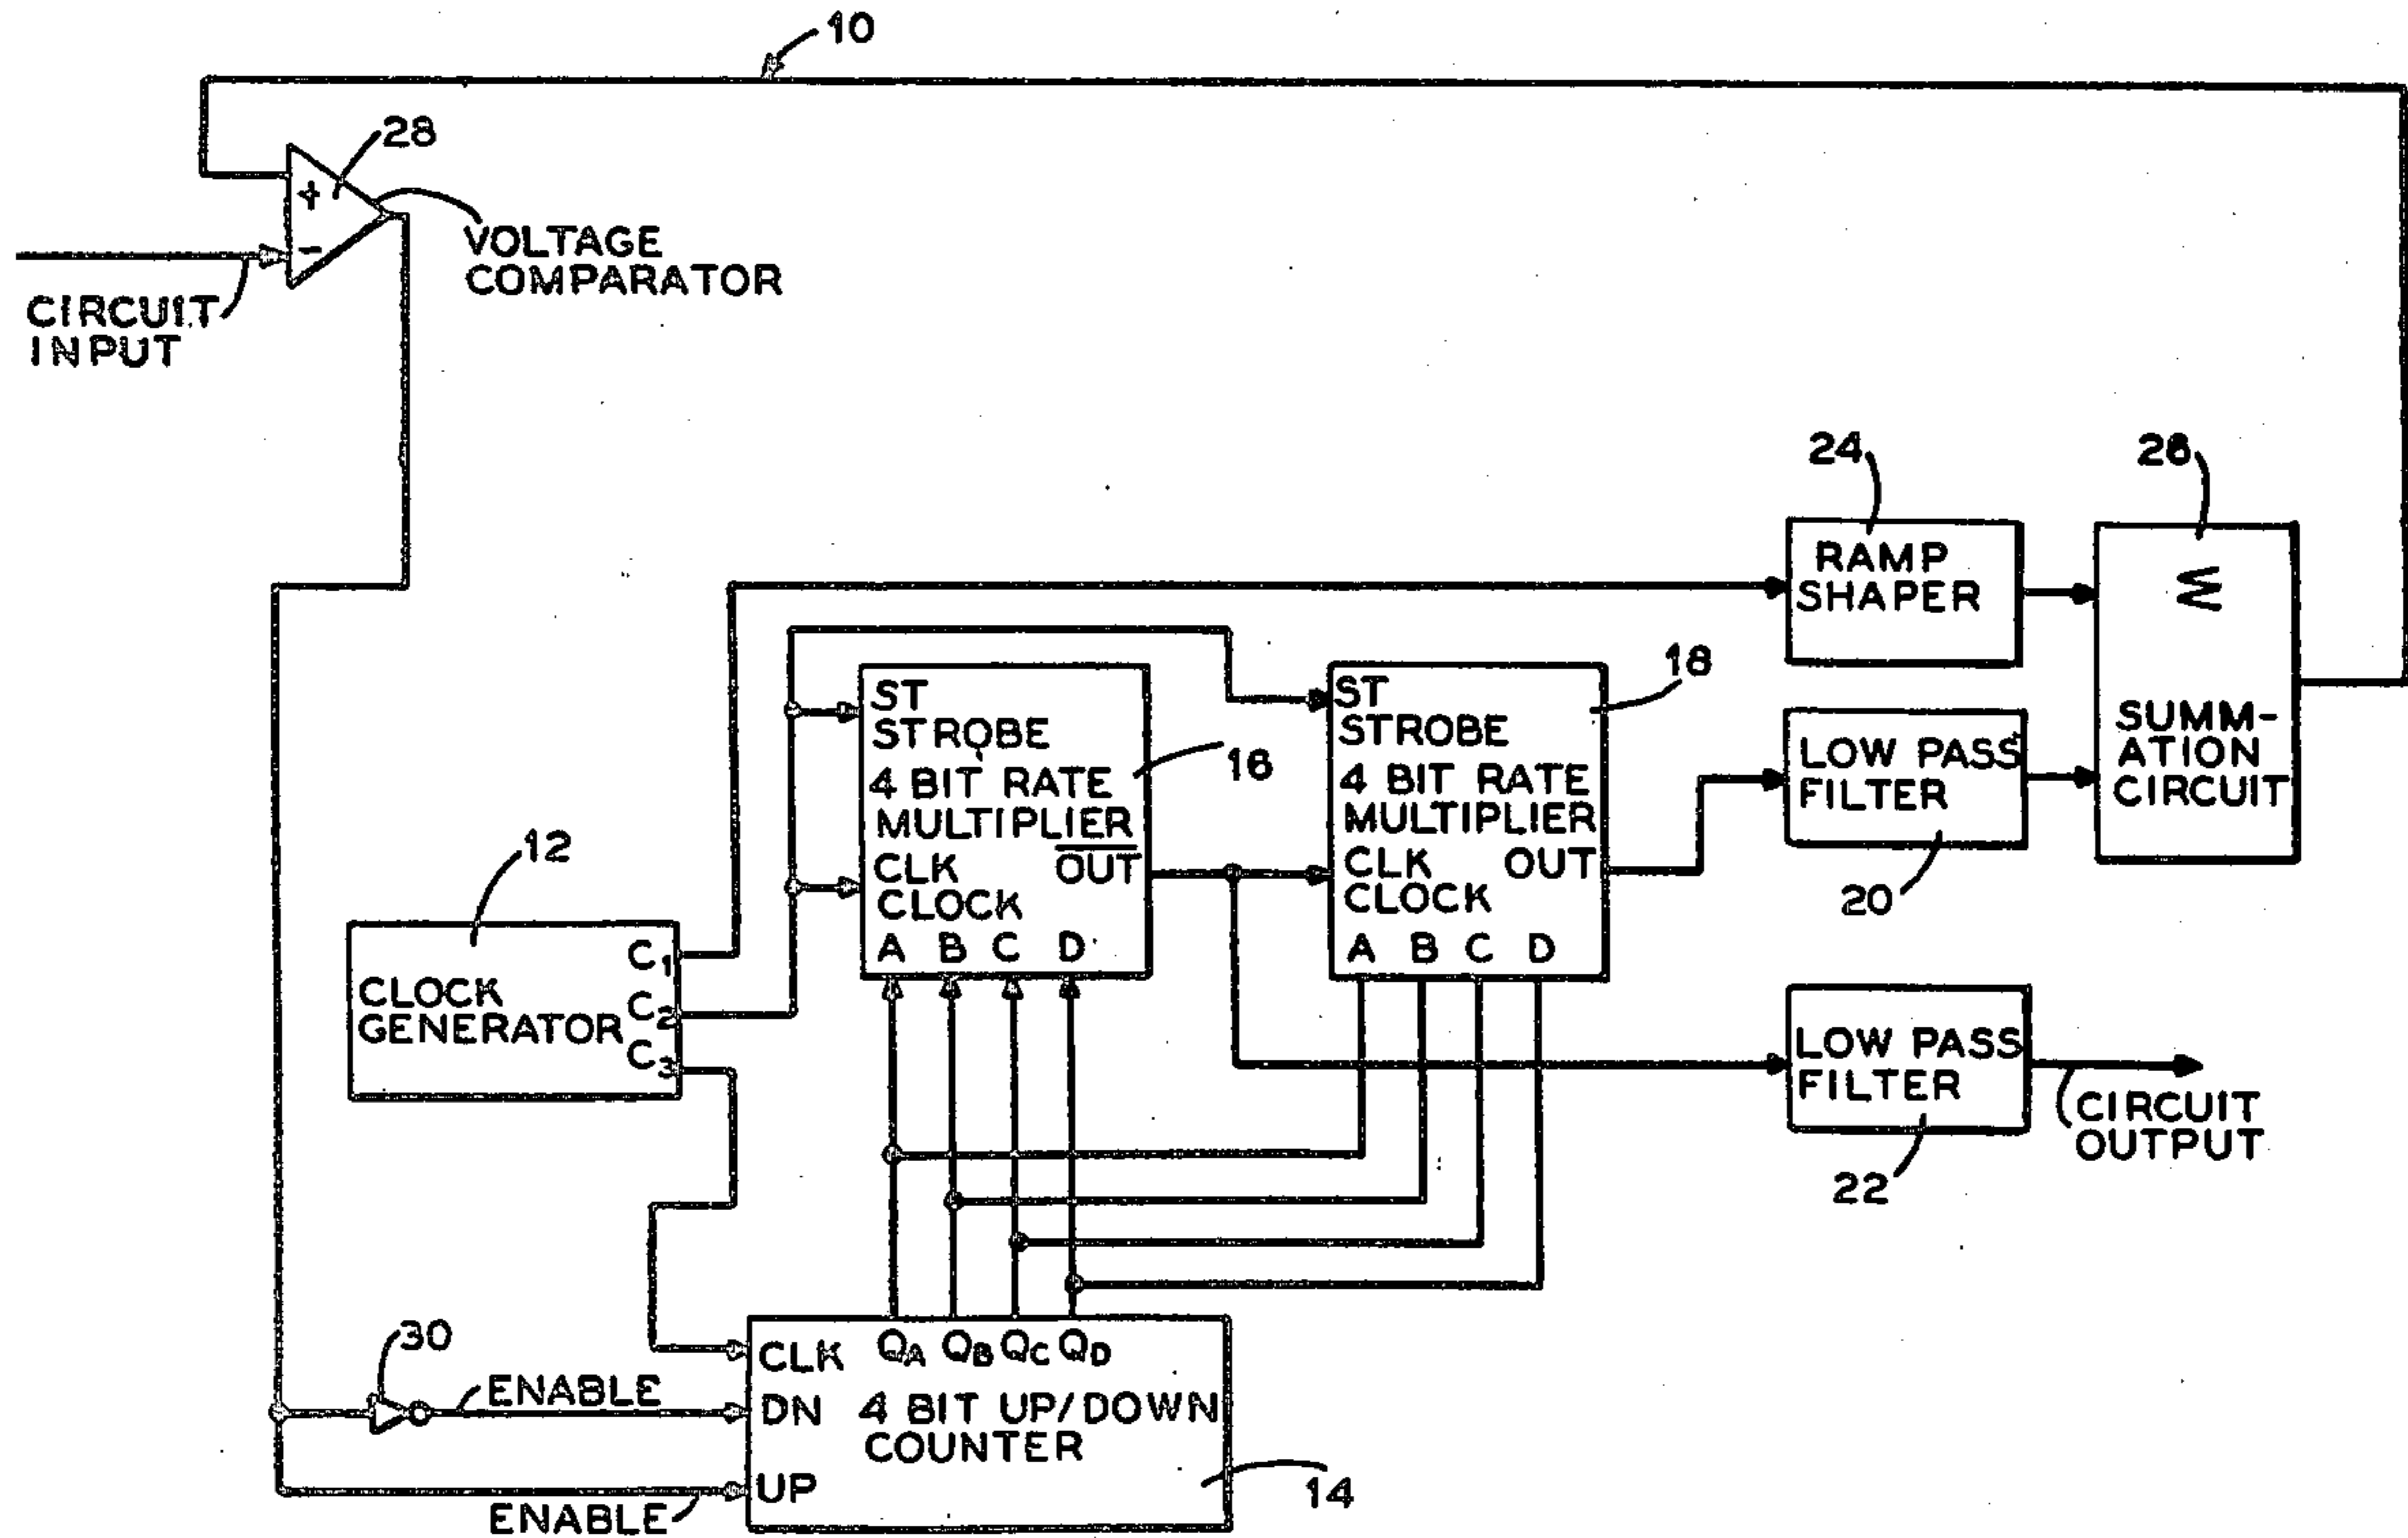 10
28
+
-
VOLTAGE
COMPARATOR
CIRCUIT
INPUT
24
26
RAMP
SHAPER
Σ
SUMM-
ATION
CIRCUIT
18
ST
STROBE
4 BIT RATE
MULTIPLIER
CLK
CLOCK
OUT
A B C D
16
ST
STROBE
4 BIT RATE
MULTIPLIER
CLK
CLOCK
OUT
A B C D
LOW PASS
FILTER
20
12
CLOCK
GENERATOR
C1
C2
C3
LOW PASS
FILTER
22
CIRCUIT
OUTPUT
30
ENABLE
ENABLE
CLK
DN
UP
QA QB QC QD
4 BIT UP/DOWN
COUNTER
14